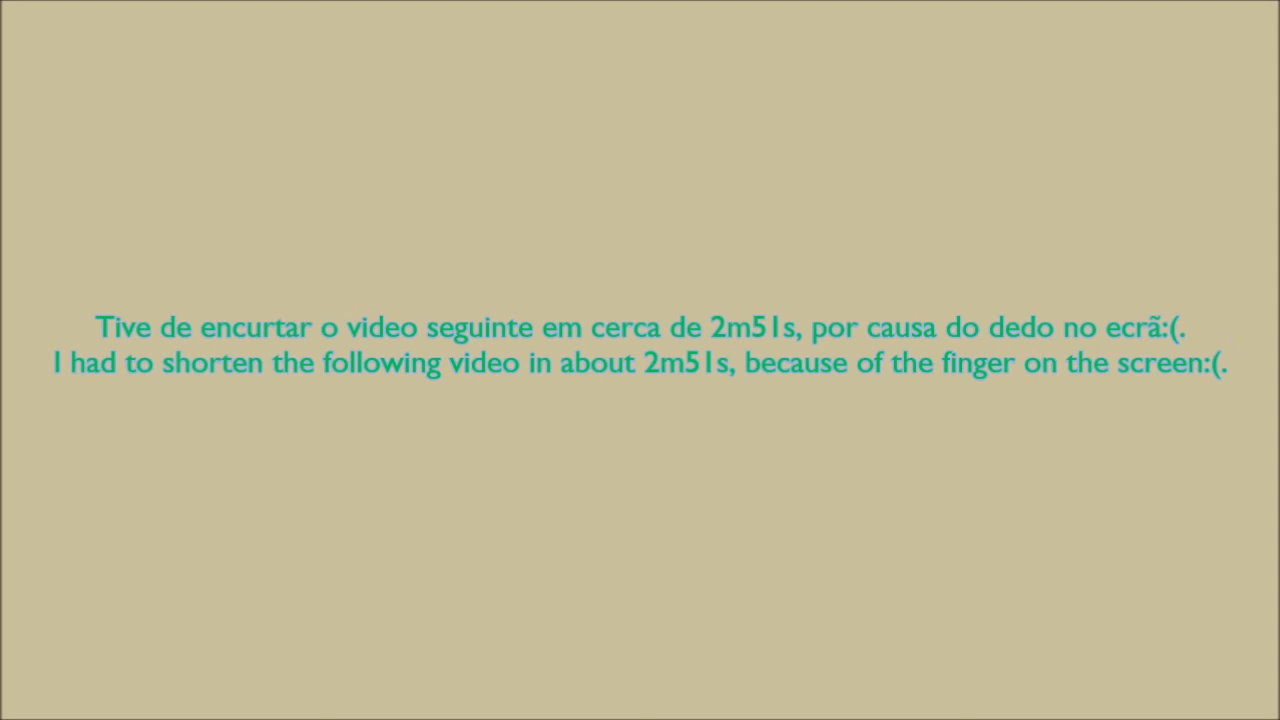 Tive de encurtar o video seguinte em cerca de 2m51s, por causa do dedo no ecrã:(.
I had to shorten the following video in about 2m51s, because of the finger on the screen:(.